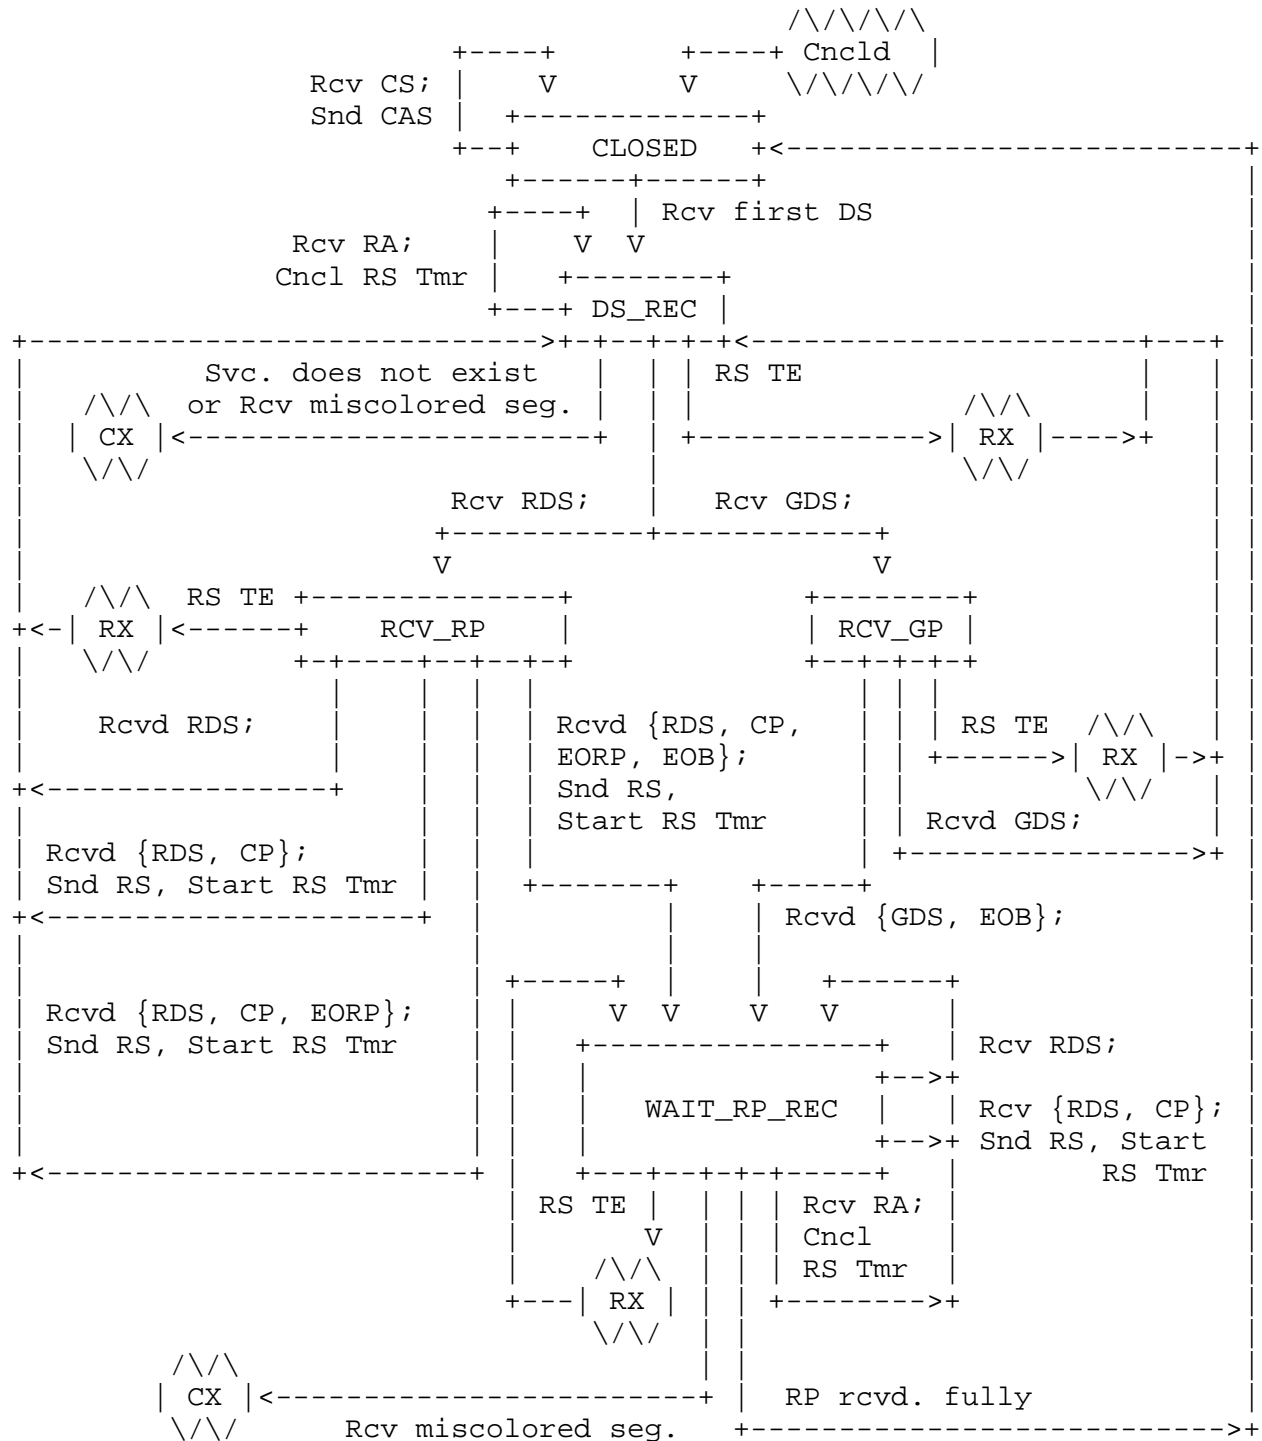 Cncld
Rcv CS;
Snd CAS
CLOSED
Rcv first DS
Rcv RA;
Cncl RS Tmr
DS_REC
Svc. does not exist RS TE
or Rcv miscolored seg.
CX RX
Rcv RDS; Rcv GDS;
RS TE
RX RCV_RP RCV_GP
Rcvd RDS; Rcvd {RDS, CP, RS TE
EORP, EOB}; RX
Snd RS,
Start RS Tmr Rcvd GDS;
Rcvd {RDS, CP};
Snd RS, Start RS Tmr
Rcvd {GDS, EOB};
Rcvd {RDS, CP, EORP};
Snd RS, Start RS Tmr Rcv RDS;
WAIT_RP_REC Rcv {RDS, CP};
Snd RS, Start
RS Tmr
RS TE Rcv RA;
Cncl
RS Tmr
RX
CX RP rcvd. fully
Rcv miscolored seg.